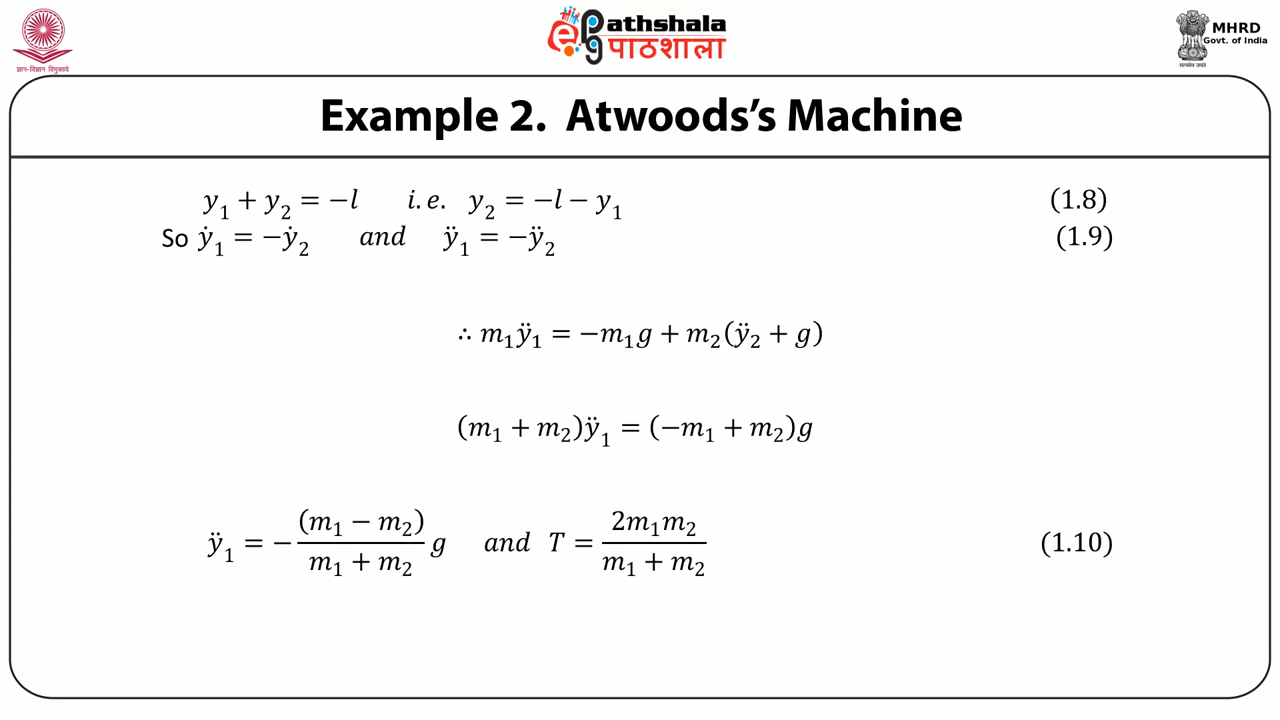 ज्ञान-विज्ञान विमुक्तये
ePathshala
पाठशाला
MHRD
Govt. of India
सत्यमेव जयते
Example 2. Atwoods's Machine
y₁ + y₂ = −l i.e. y₂ = −l − y₁ (1.8)
So ẏ₁ = −ẏ₂ and ÿ₁ = −ÿ₂ (1.9)
∴ m₁ÿ₁ = −m₁g + m₂(ÿ₂ + g)
(m₁ + m₂)ÿ₁ = (−m₁ + m₂)g
ÿ₁ = −(m₁ − m₂)/(m₁ + m₂) g and T = 2m₁m₂/(m₁ + m₂) (1.10)